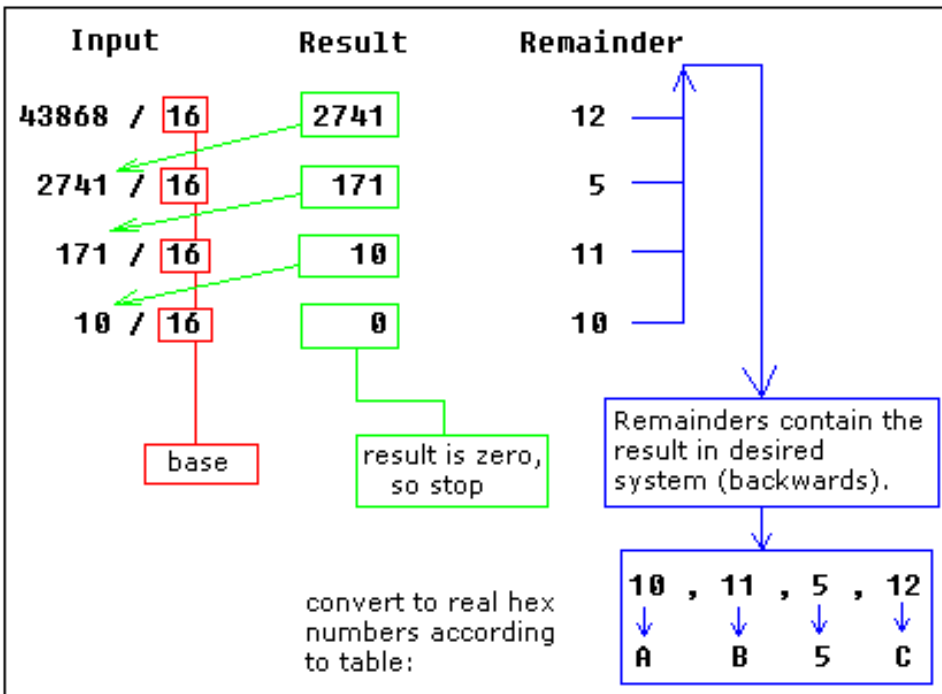 Input Result Remainder
43868 / 16 2741 12
2741 / 16 171 5
171 / 16 10 11
10 / 16 0 10
base
result is zero,
so stop
Remainders contain the
result in desired
system (backwards).
convert to real hex
numbers according
to table:
10 , 11 , 5 , 12
A B 5 C